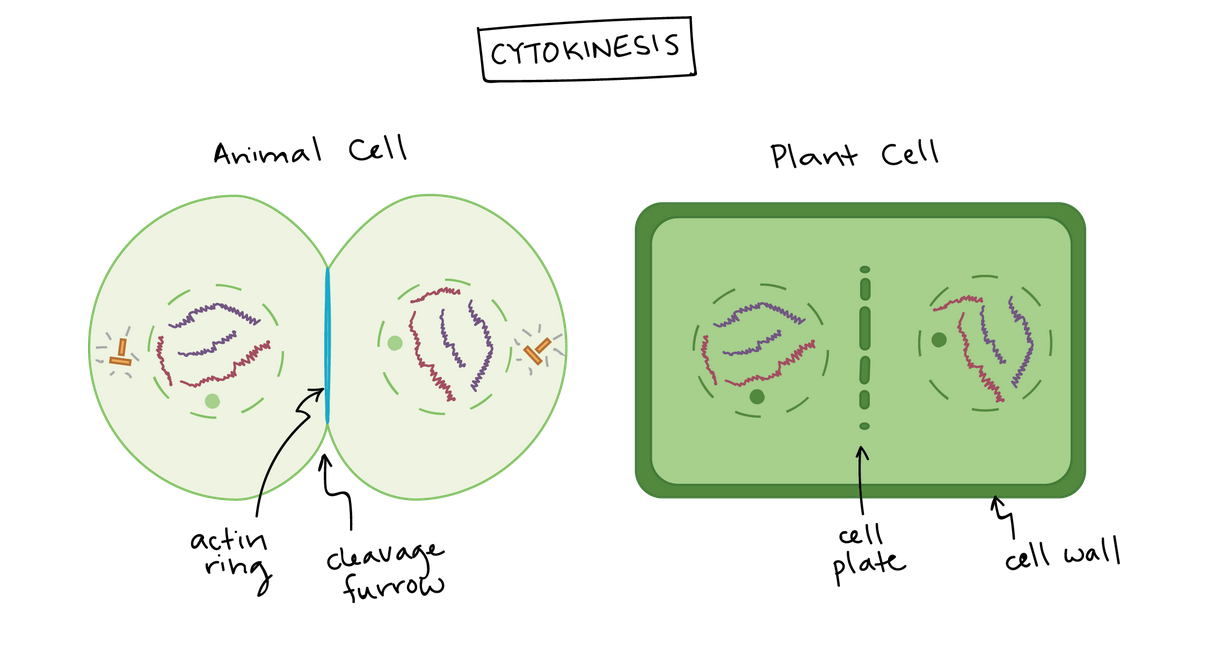 CYTOKINESIS
Animal Cell
Plant Cell
actin
ring
cleavage
furrow
cell
plate
cell wall